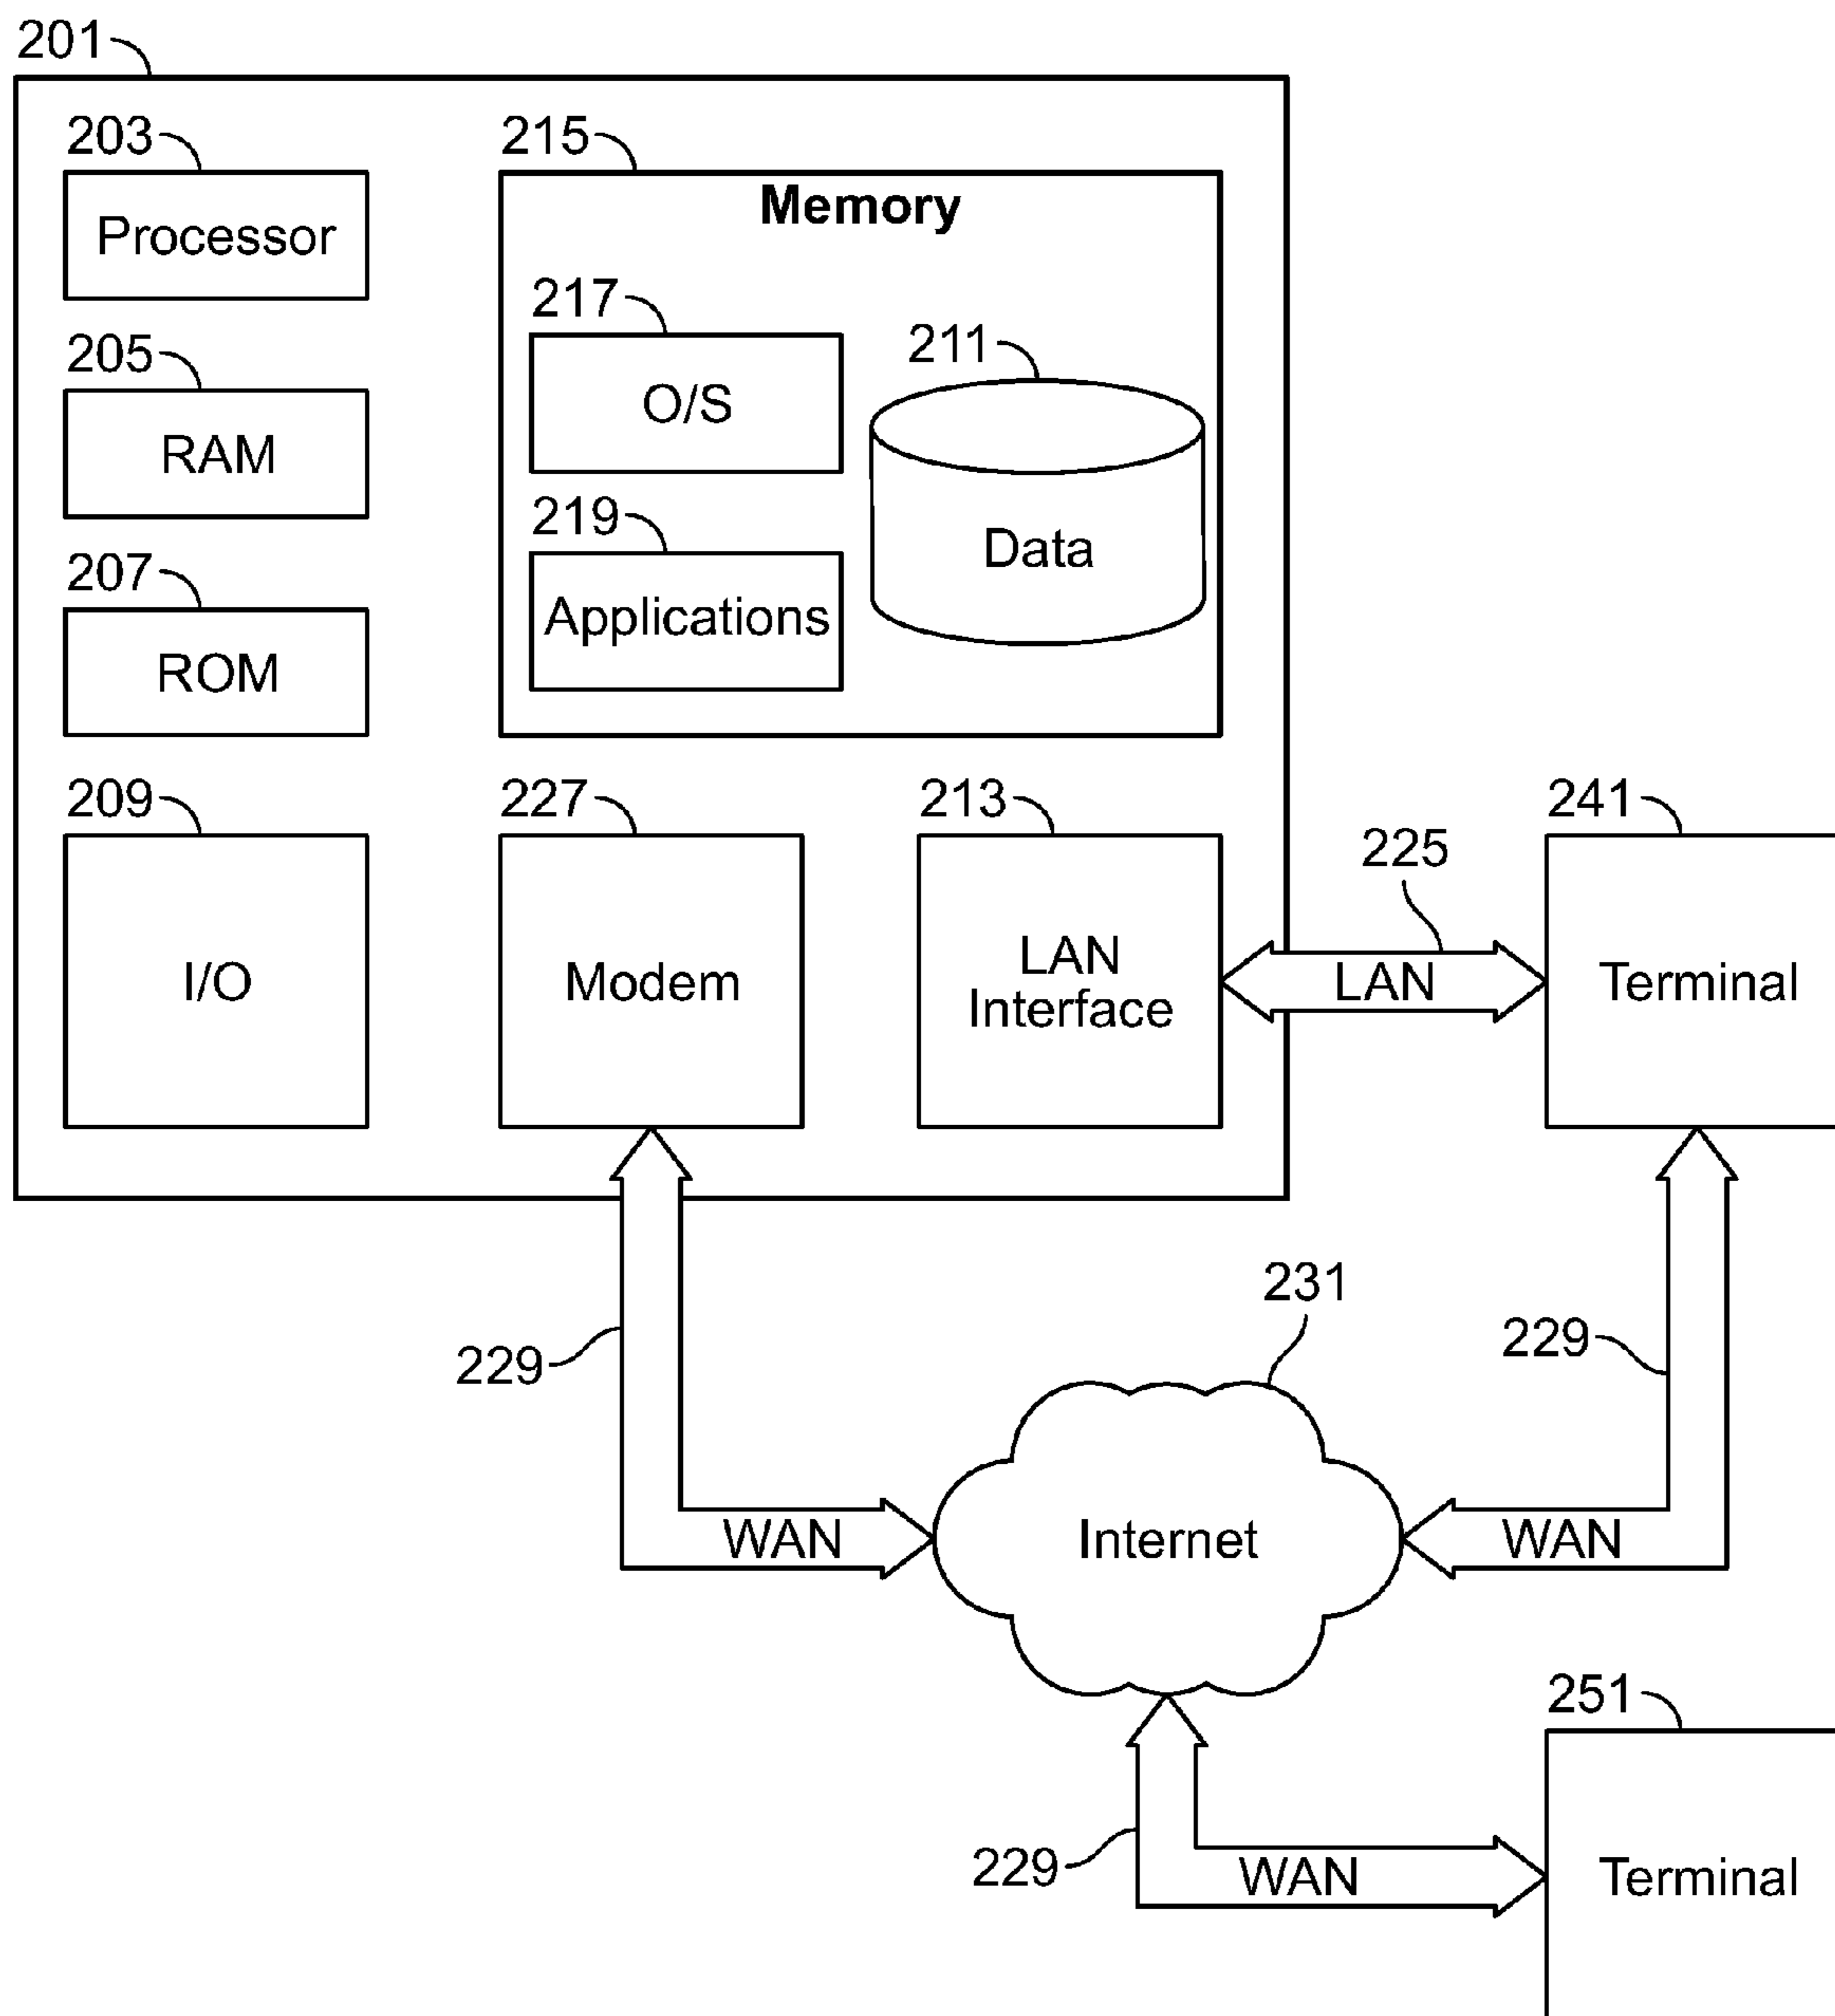 201
203
215
Processor
Memory
217
211
205
O/S
RAM
219
Data
207
Applications
ROM
209
227
213
241
225
I/O
Modem
LAN
Interface
LAN
Terminal
231
229
229
WAN
Internet
WAN
251
229
WAN
Terminal